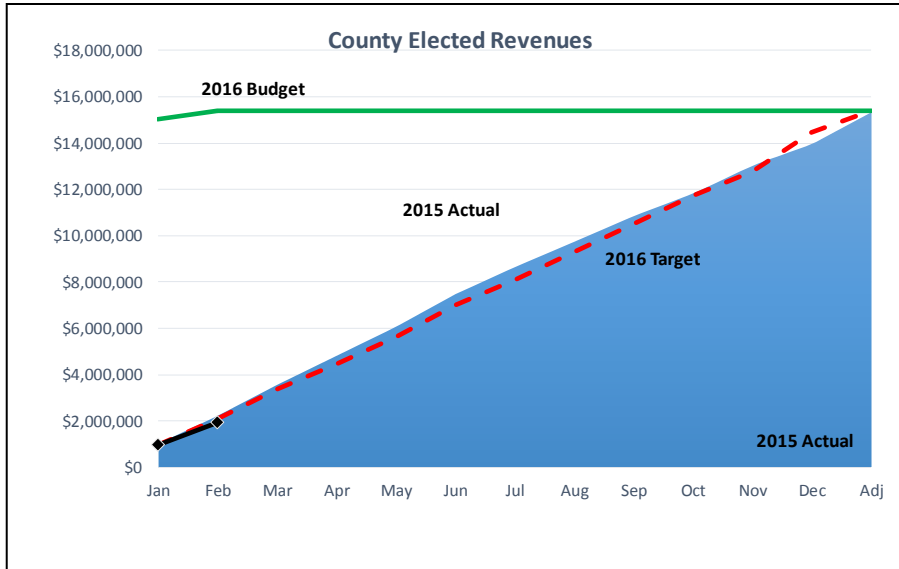 County Elected Revenues
$18,000,000
2016 Budget
$16,000,000
$14,000,000
$12,000,000
2015 Actual
$10,000,000
2016 Target
$8,000,000
$6,000,000
$4,000,000
$2,000,000
2015 Actual
$0
Jan Feb Mar Apr May Jun Jul Aug Sep Oct Nov Dec Adj